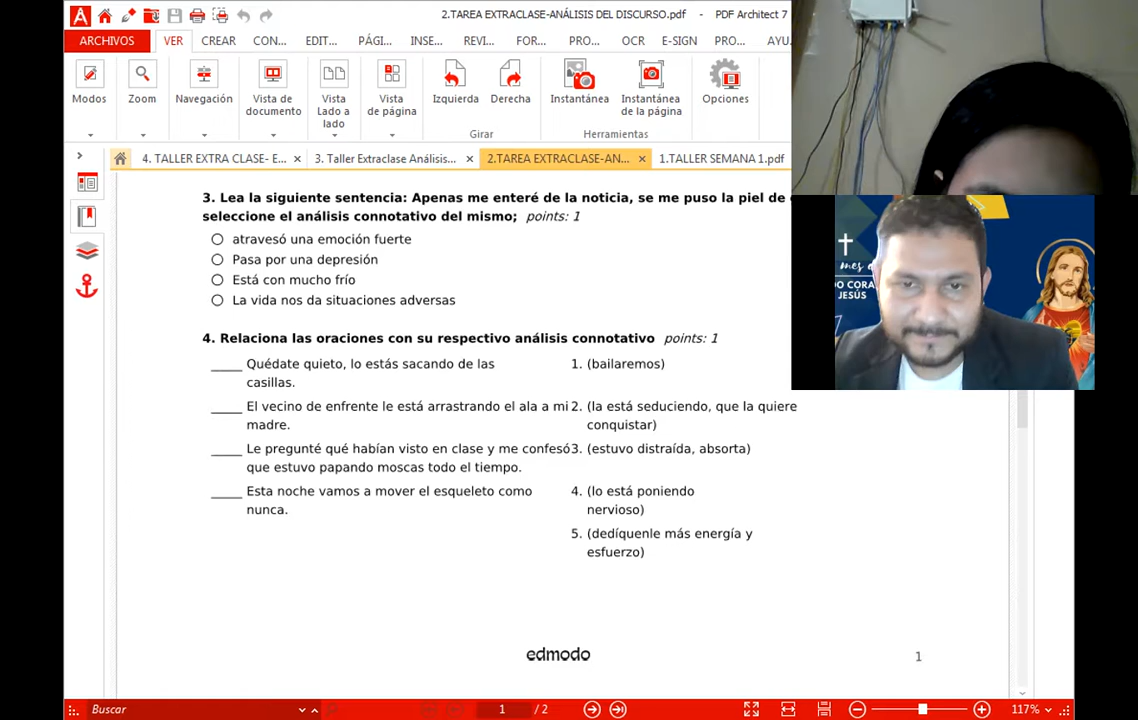 2.TAREA EXTRACLASE-ANÁLISIS DEL DISCURSO.pdf - PDF Architect 7
ARCHIVOS VER CREAR CON... EDIT... PÁGI... INSE... REVI... FOR... PRO... OCR E-SIGN PRO... AYU
Modos Zoom Navegación Vista de documento Vista Lado a lado Vista de página Izquierda Derecha Instantánea Instantánea de la página Opciones
Girar Herramientas
4. TALLER EXTRA CLASE- E... 3. Taller Extraclase Análisis... 2.TAREA EXTRACLASE-AN... 1.TALLER SEMANA 1.pdf
3. Lea la siguiente sentencia: Apenas me enteré de la noticia, se me puso la piel de
seleccione el análisis connotativo del mismo; points: 1
atravesó una emoción fuerte
Pasa por una depresión
Está con mucho frío
La vida nos da situaciones adversas
4. Relaciona las oraciones con su respectivo análisis connotativo points: 1
_____ Quédate quieto, lo estás sacando de las casillas.
1. (bailaremos)
_____ El vecino de enfrente le está arrastrando el ala a mi madre.
2. (la está seduciendo, que la quiere conquistar)
_____ Le pregunté qué habían visto en clase y me confesó que estuvo papando moscas todo el tiempo.
3. (estuvo distraída, absorta)
_____ Esta noche vamos a mover el esqueleto como nunca.
4. (lo está poniendo nervioso)
5. (dedíquenle más energía y esfuerzo)
edmodo
1
mes
DO CORA
JESÚS
Buscar 1 / 2 117%